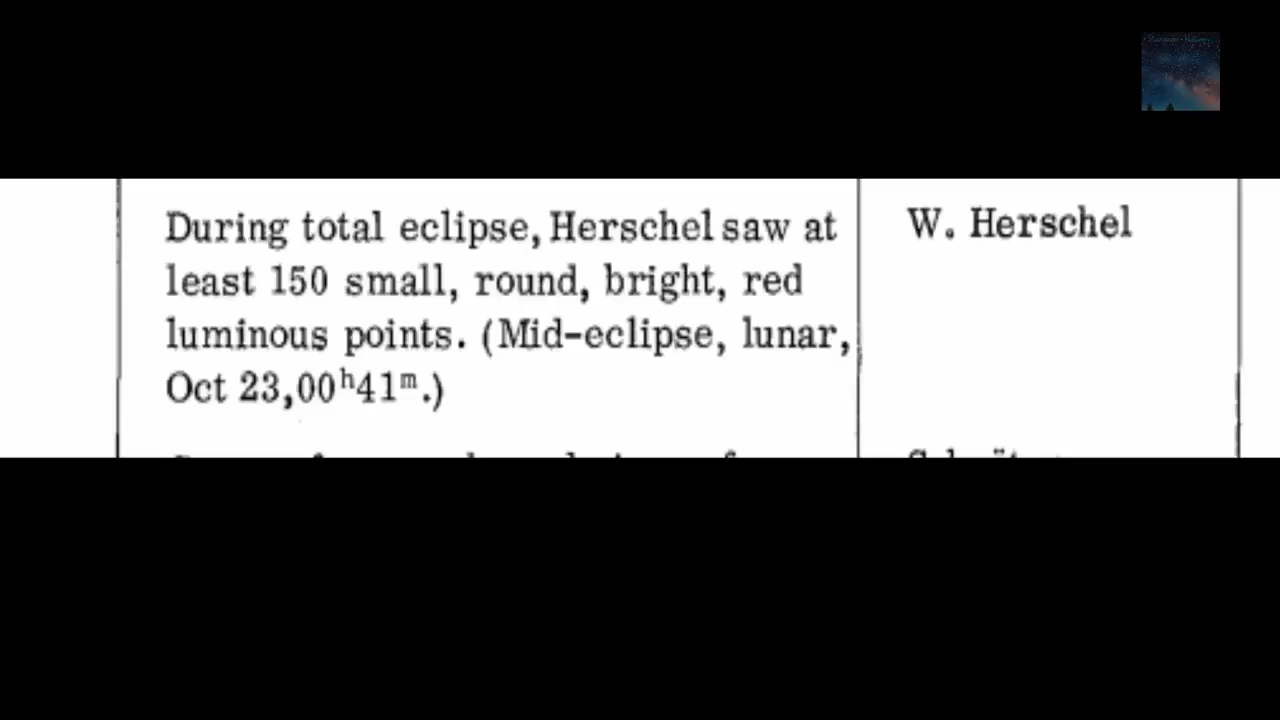 During total eclipse, Herschel saw at
least 150 small, round, bright, red
luminous points. (Mid-eclipse, lunar,
Oct 23,00ʰ41ᵐ.)
W. Herschel